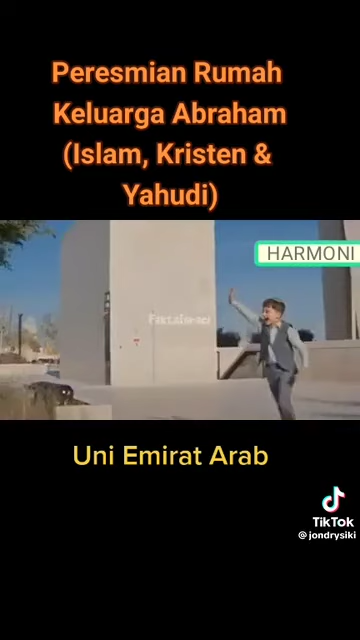 Peresmian Rumah
Keluarga Abraham
(Islam, Kristen &
Yahudi)
HARMONI
Uni Emirat Arab
TikTok
@jondrysiki